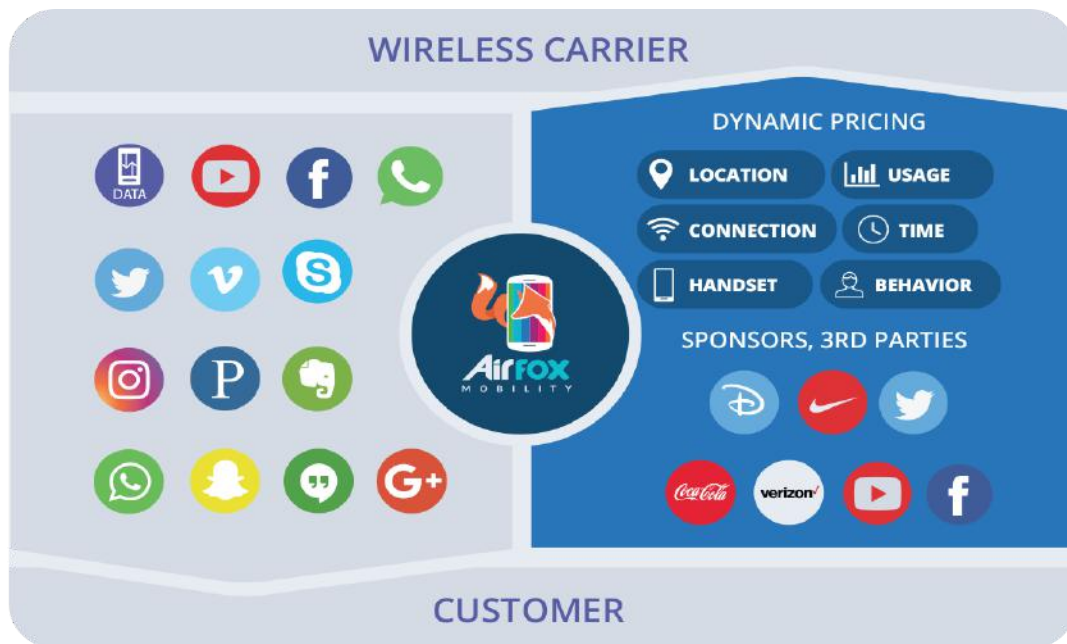 WIRELESS CARRIER
DATA
DYNAMIC PRICING
LOCATION
USAGE
CONNECTION
TIME
HANDSET
BEHAVIOR
AirFOX
MOBILITY
SPONSORS, 3RD PARTIES
P
G+
Coca-Cola
verizon
CUSTOMER